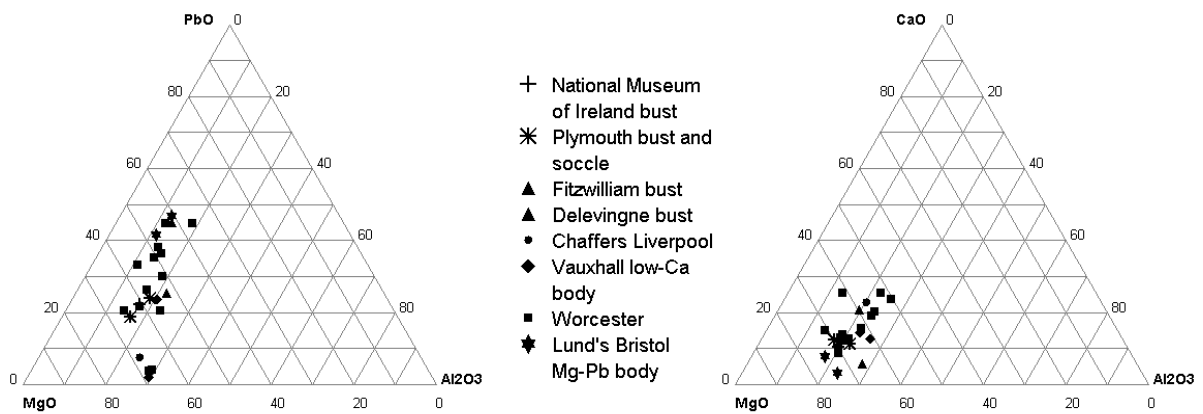 PbO 0
80 20
60 40
40 60
20 80
0 Al2O3
MgO 80 60 40 20 0
National Museum
of Ireland bust
Plymouth bust and
soccle
Fitzwilliam bust
Delevingne bust
Chaffers Liverpool
Vauxhall low-Ca
body
Worcester
Lund's Bristol
Mg-Pb body
CaO 0
80 20
60 40
40 60
20 80
0 Al2O3
MgO 80 60 40 20 0